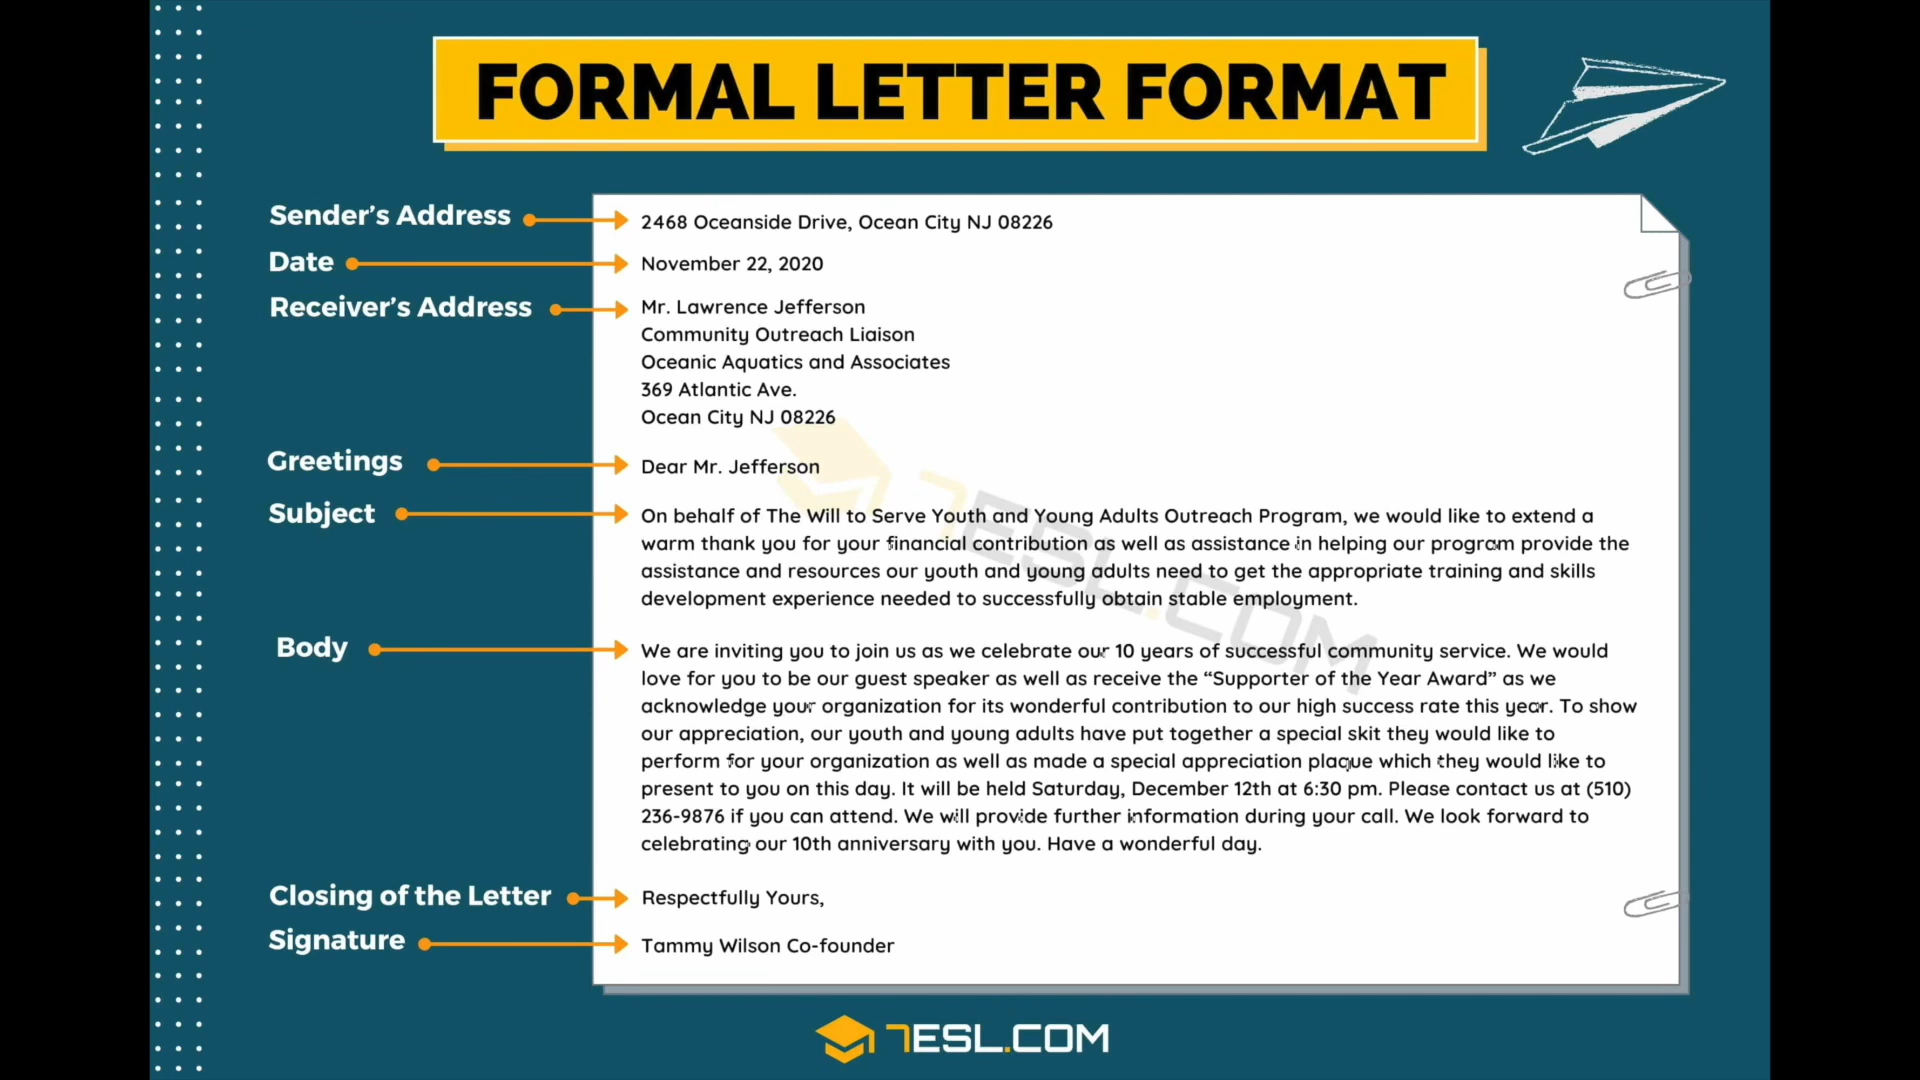 FORMAL LETTER FORMAT
Sender's Address
2468 Oceanside Drive, Ocean City NJ 08226
Date
November 22, 2020
Receiver's Address
Mr. Lawrence Jefferson
Community Outreach Liaison
Oceanic Aquatics and Associates
369 Atlantic Ave.
Ocean City NJ 08226
Greetings
Dear Mr. Jefferson
Subject
On behalf of The Will to Serve Youth and Young Adults Outreach Program, we would like to extend a
warm thank you for your financial contribution as well as assistance in helping our program provide the
assistance and resources our youth and young adults need to get the appropriate training and skills
development experience needed to successfully obtain stable employment.
Body
We are inviting you to join us as we celebrate our 10 years of successful community service. We would
love for you to be our guest speaker as well as receive the “Supporter of the Year Award” as we
acknowledge your organization for its wonderful contribution to our high success rate this year. To show
our appreciation, our youth and young adults have put together a special skit they would like to
perform for your organization as well as made a special appreciation plaque which they would like to
present to you on this day. It will be held Saturday, December 12th at 6:30 pm. Please contact us at (510)
236-9876 if you can attend. We will provide further information during your call. We look forward to
celebrating our 10th anniversary with you. Have a wonderful day.
Closing of the Letter
Respectfully Yours,
Signature
Tammy Wilson Co-founder
7ESL.COM
7ESL.COM